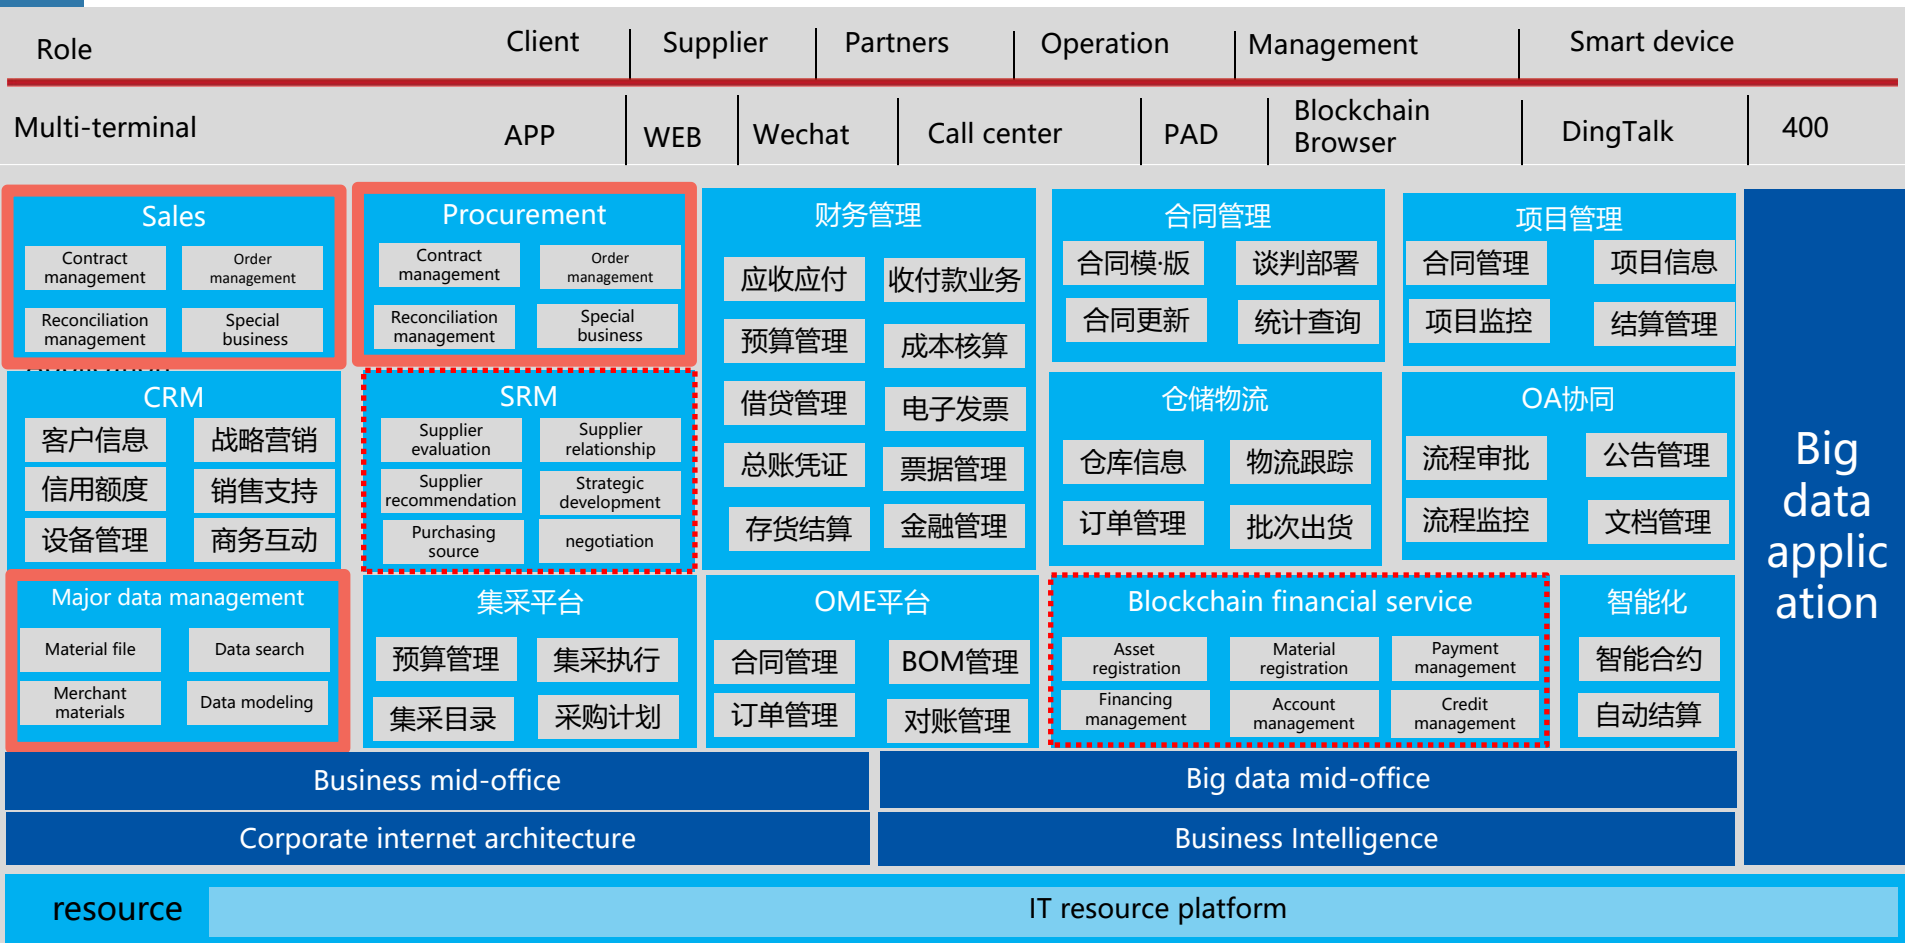 Role
Client
Supplier
Partners
Operation
Management
Smart device
Multi-terminal
APP
WEB
Wechat
Call center
PAD
Blockchain
Browser
DingTalk
400
Sales
Contract
management
Order
management
Reconciliation
management
Special
business
Procurement
Contract
management
Order
management
Reconciliation
management
Special
business
财务管理
应收应付
收付款业务
预算管理
成本核算
借贷管理
电子发票
总账凭证
票据管理
存货结算
金融管理
合同管理
合同模·版
谈判部署
合同更新
统计查询
项目管理
合同管理
项目信息
项目监控
结算管理
CRM
客户信息
战略营销
信用额度
销售支持
设备管理
商务互动
SRM
Supplier
evaluation
Supplier
relationship
Supplier
recommendation
Strategic
development
Purchasing
source
negotiation
仓储物流
仓库信息
物流跟踪
订单管理
批次出货
OA协同
流程审批
公告管理
流程监控
文档管理
Major data management
Material file
Data search
Merchant
materials
Data modeling
集采平台
预算管理
集采执行
集采目录
采购计划
OME平台
合同管理
BOM管理
订单管理
对账管理
Blockchain financial service
Asset
registration
Material
registration
Payment
management
Financing
management
Account
management
Credit
management
智能化
智能合约
自动结算
Big
data
applic
ation
Business mid-office
Big data mid-office
Corporate internet architecture
Business Intelligence
resource
IT resource platform